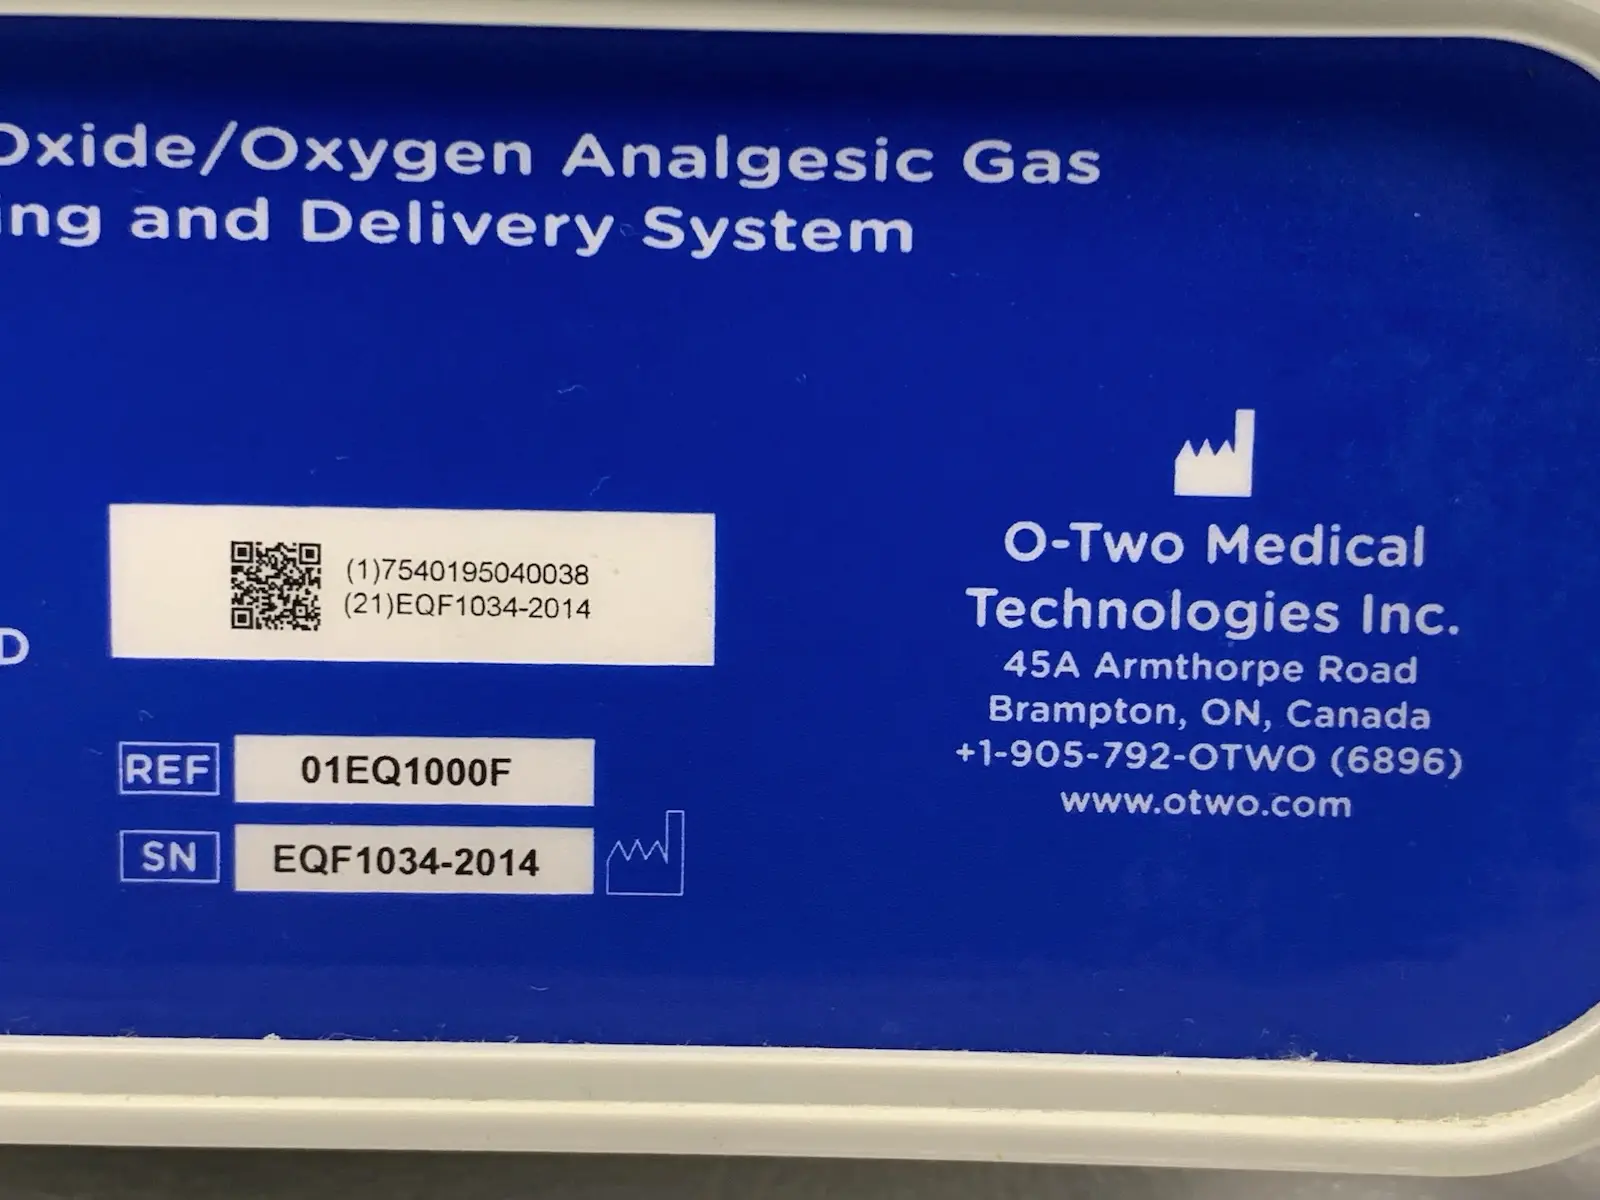 Oxide/Oxygen Analgesic Gas
ing and Delivery System
(1)7540195040038
(21)EQF1034-2014
D
REF 01EQ1000F
SN EQF1034-2014
O-Two Medical
Technologies Inc.
45A Armthorpe Road
Brampton, ON, Canada
+1-905-792-OTWO (6896)
www.otwo.com